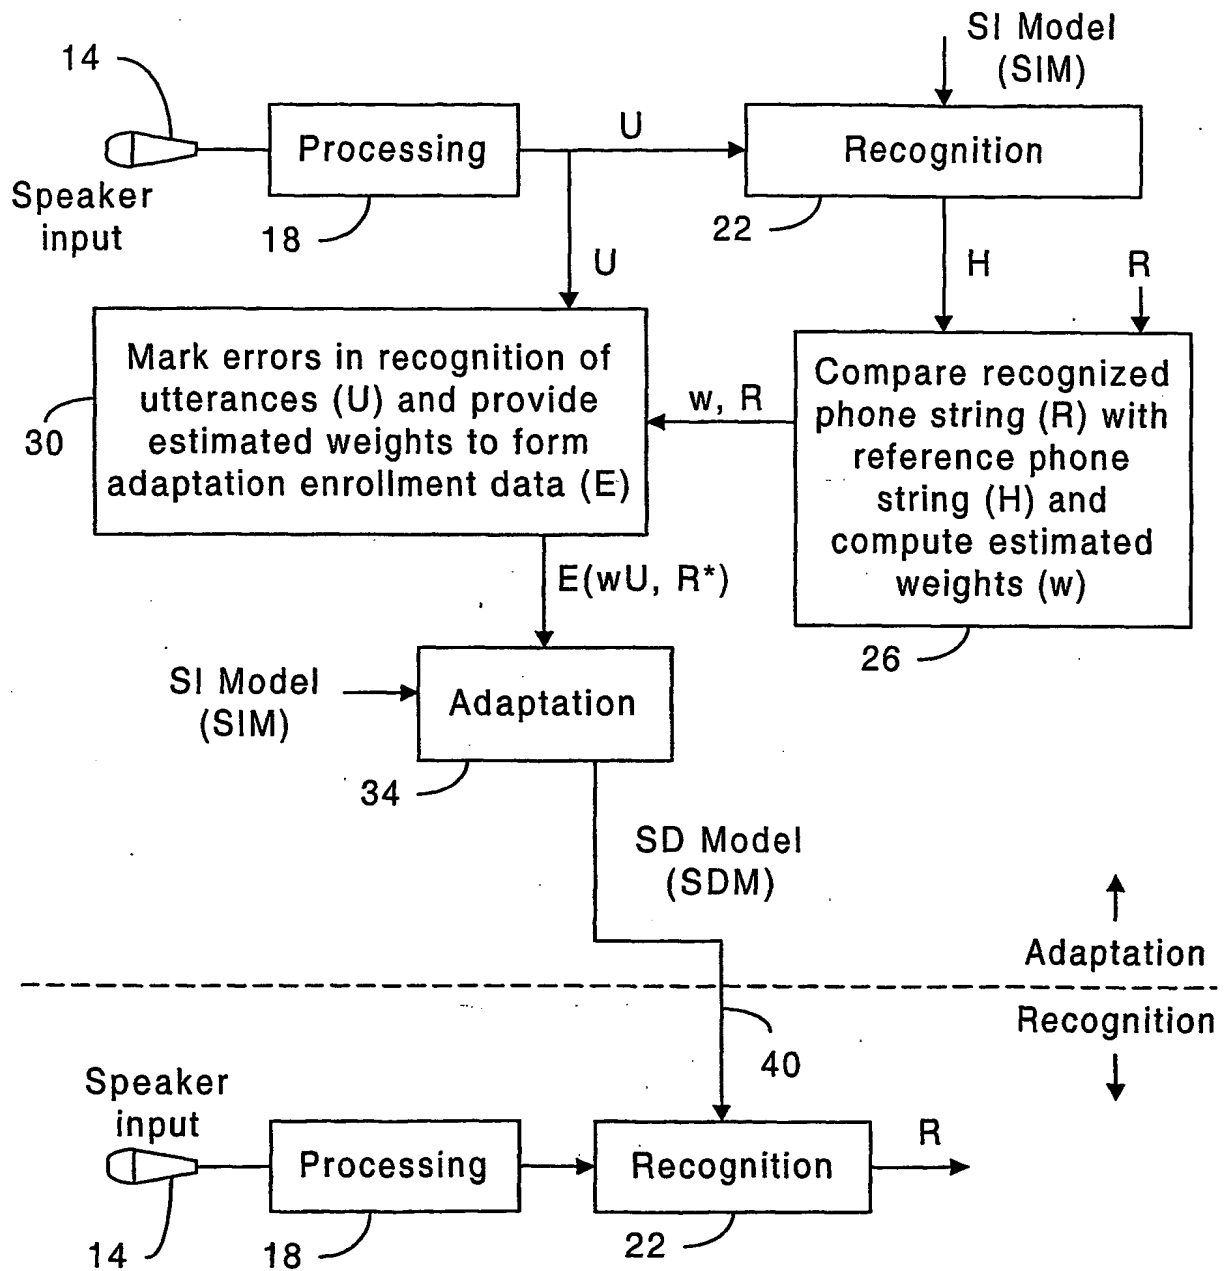 SI Model
(SIM)
14
Processing
U
Recognition
Speaker
input
18
22
U
H
R
Mark errors in recognition of
utterances (U) and provide
estimated weights to form
adaptation enrollment data (E)
30
w, R
Compare recognized
phone string (R) with
reference phone
string (H) and
compute estimated
weights (w)
26
E(wU, R*)
SI Model
(SIM)
Adaptation
34
SD Model
(SDM)
Adaptation
Recognition
40
Speaker
input
Processing
Recognition
R
14
18
22